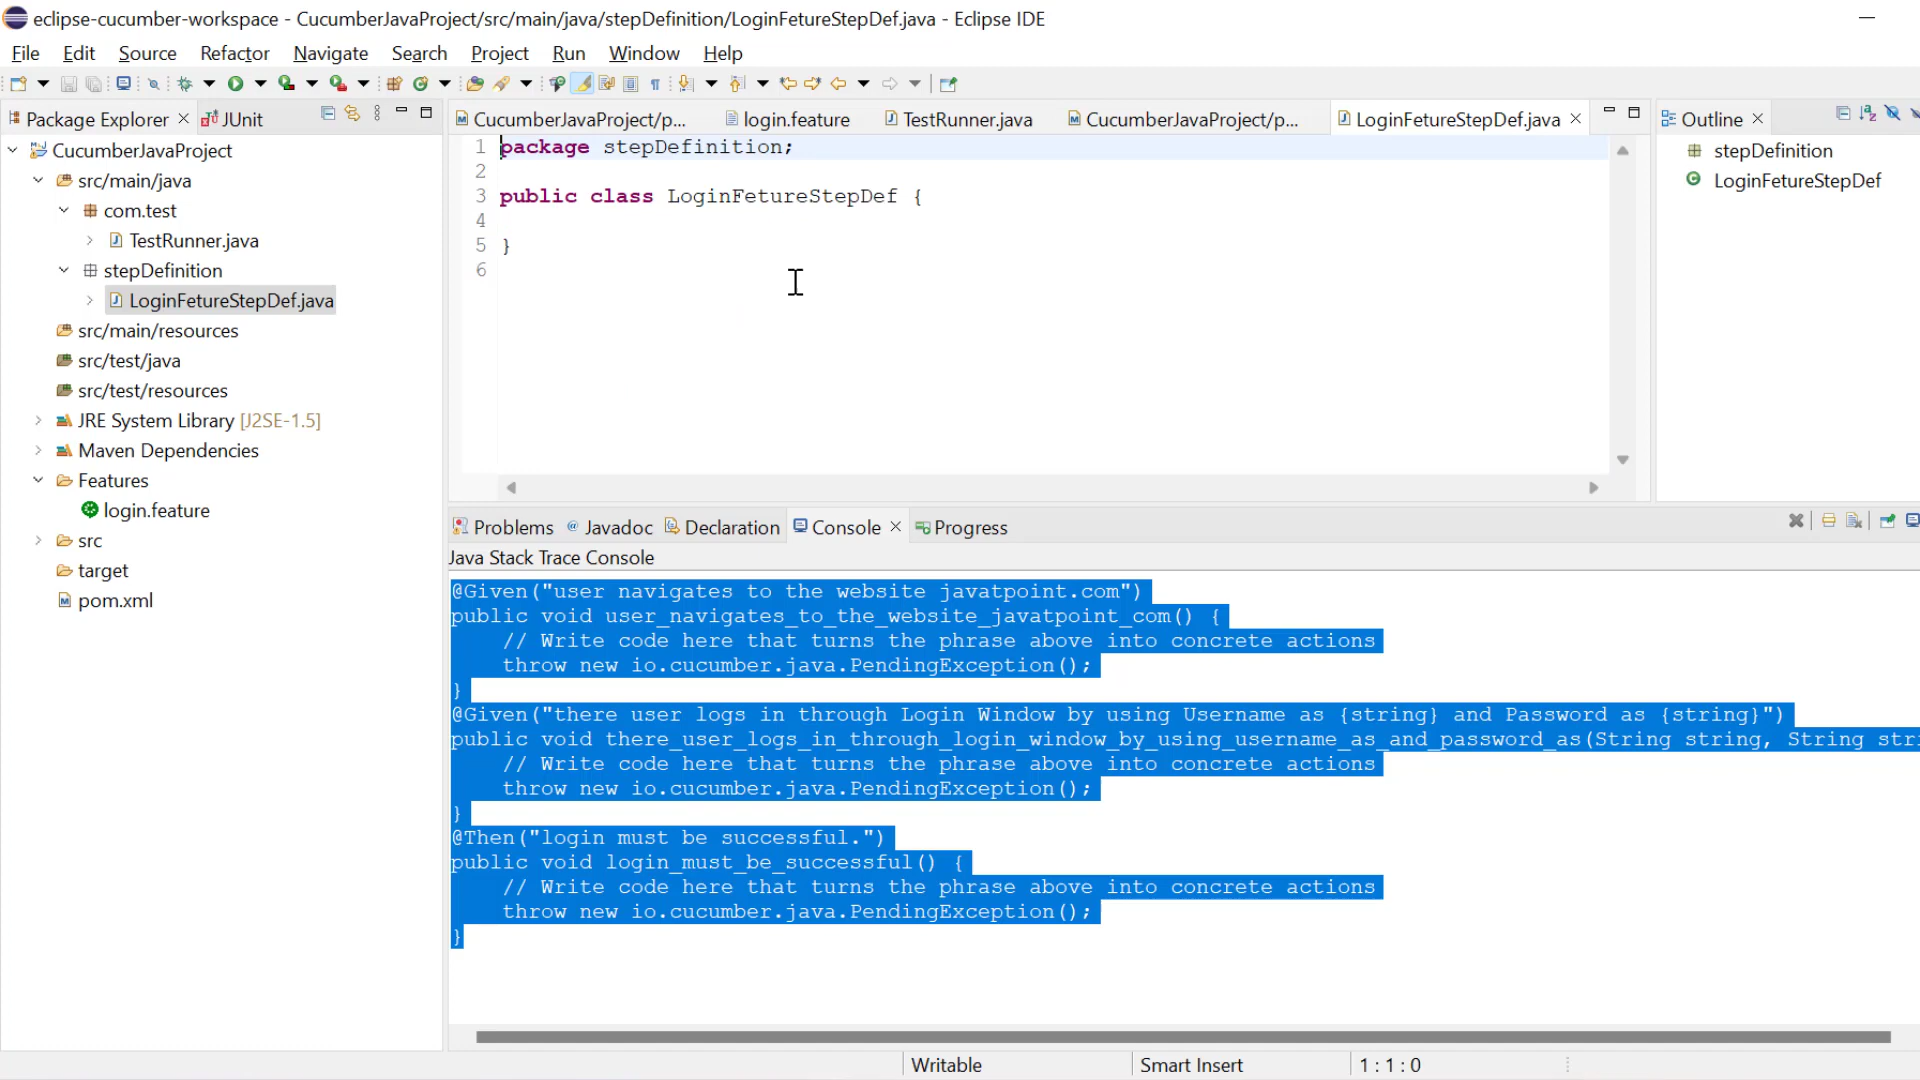 eclipse-cucumber-workspace - CucumberJavaProject/src/main/java/stepDefinition/LoginFetureStepDef.java - Eclipse IDE
File Edit Source Refactor Navigate Search Project Run Window Help
Package Explorer JUnit
CucumberJavaProject
src/main/java
com.test
TestRunner.java
stepDefinition
LoginFetureStepDef.java
src/main/resources
src/test/java
src/test/resources
JRE System Library [J2SE-1.5]
Maven Dependencies
Features
login.feature
src
target
pom.xml
CucumberJavaProject/p... login.feature TestRunner.java CucumberJavaProject/p... LoginFetureStepDef.java
1 package stepDefinition;
2
3 public class LoginFetureStepDef {
4
5 }
6
Outline
stepDefinition
LoginFetureStepDef
Problems Javadoc Declaration Console Progress
Java Stack Trace Console
@Given("user navigates to the website javatpoint.com")
public void user_navigates_to_the_website_javatpoint_com() {
// Write code here that turns the phrase above into concrete actions
throw new io.cucumber.java.PendingException();
}
@Given("there user logs in through Login Window by using Username as {string} and Password as {string}")
public void there_user_logs_in_through_login_window_by_using_username_as_and_password_as(String string, String stri
// Write code here that turns the phrase above into concrete actions
throw new io.cucumber.java.PendingException();
}
@Then("login must be successful.")
public void login_must_be_successful() {
// Write code here that turns the phrase above into concrete actions
throw new io.cucumber.java.PendingException();
}
Writable Smart Insert 1 : 1 : 0